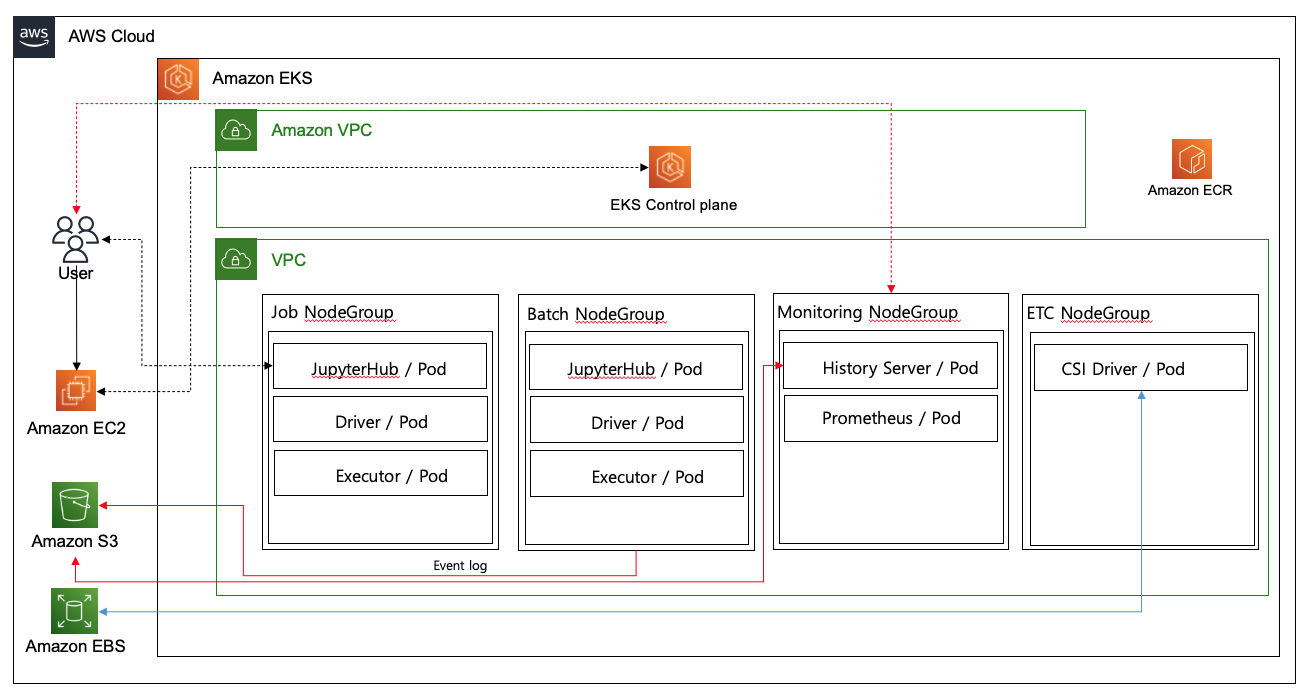 aws
AWS Cloud
Amazon EKS
Amazon VPC
EKS Control plane
Amazon ECR
User
VPC
Job NodeGroup
JupyterHub / Pod
Driver / Pod
Executor / Pod
Batch NodeGroup
JupyterHub / Pod
Driver / Pod
Executor / Pod
Monitoring NodeGroup
History Server / Pod
Prometheus / Pod
ETC NodeGroup
CSI Driver / Pod
Amazon EC2
Amazon S3
Event log
Amazon EBS